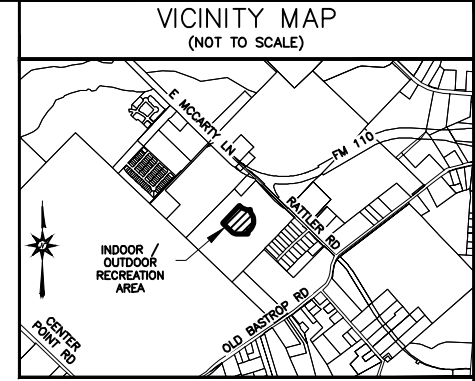 VICINITY MAP
(NOT TO SCALE)
E MCCARTY LN
FM 110
RATTLER RD
INDOOR /
OUTDOOR
RECREATION
AREA
OLD BASTROP RD
CENTER
POINT RD